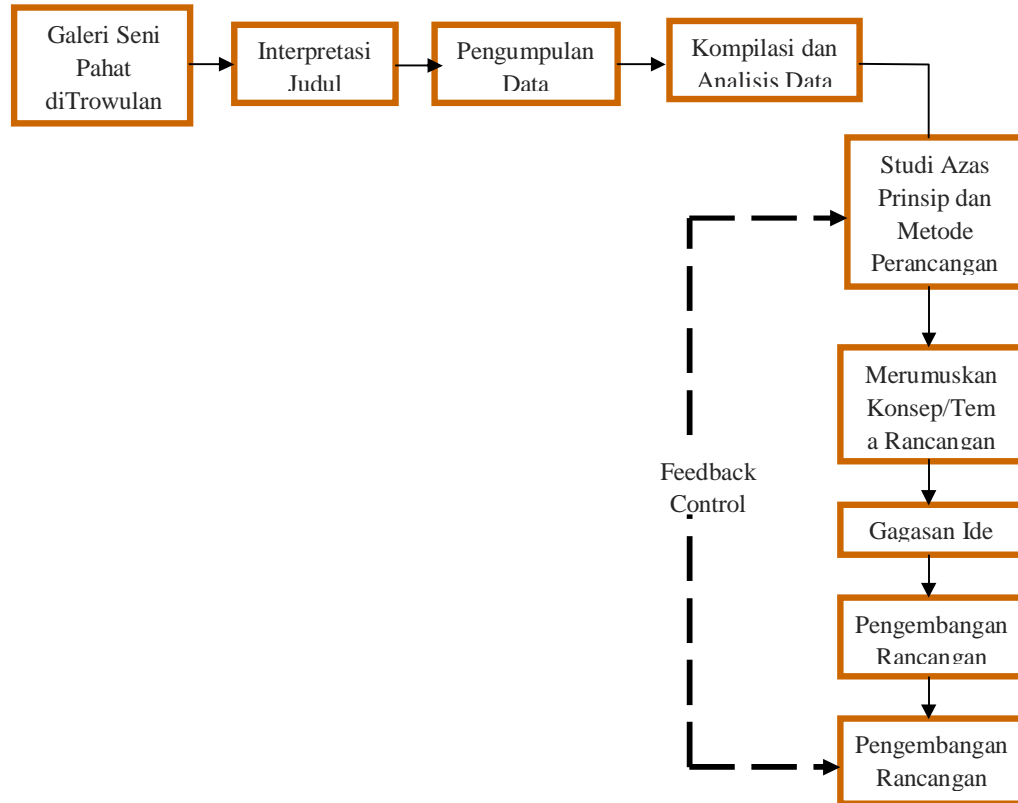 Galeri Seni
Pahat
diTrowulan
Interpretasi
Judul
Pengumpulan
Data
Kompilasi dan
Analisis Data
Studi Azas
Prinsip dan
Metode
Perancangan
Merumuskan
Konsep/Tem
a Rancangan
Feedback
Control
Gagasan Ide
Pengembangan
Rancangan
Pengembangan
Rancangan